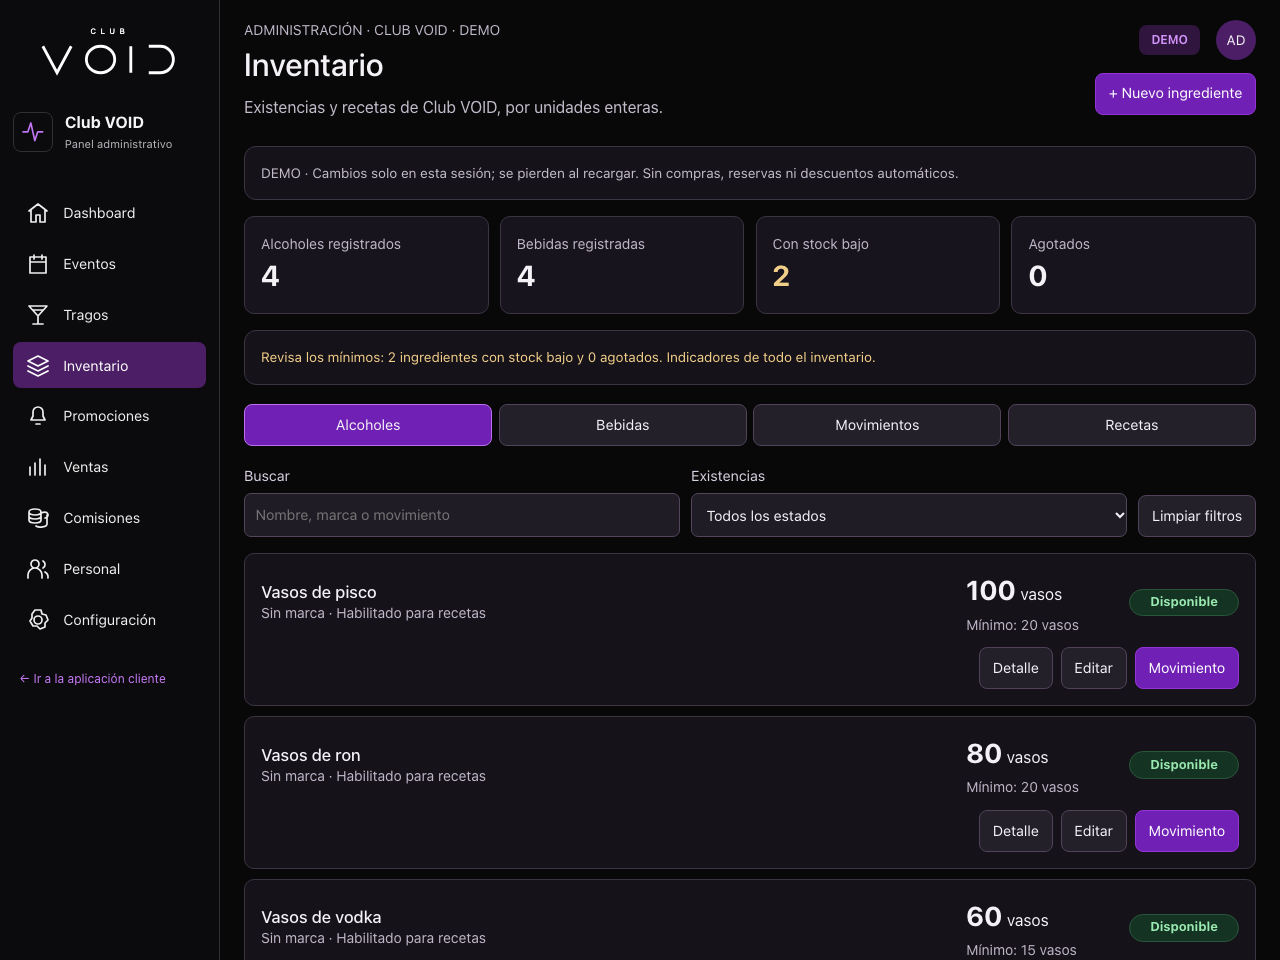 CLUB
VOID
Club VOID
Panel administrativo
Dashboard
Eventos
Tragos
Inventario
Promociones
Ventas
Comisiones
Personal
Configuración
← Ir a la aplicación cliente
ADMINISTRACIÓN · CLUB VOID · DEMO
Inventario
Existencias y recetas de Club VOID, por unidades enteras.
DEMO
AD
+ Nuevo ingrediente
DEMO · Cambios solo en esta sesión; se pierden al recargar. Sin compras, reservas ni descuentos automáticos.
Alcoholes registrados
4
Bebidas registradas
4
Con stock bajo
2
Agotados
0
Revisa los mínimos: 2 ingredientes con stock bajo y 0 agotados. Indicadores de todo el inventario.
Alcoholes
Bebidas
Movimientos
Recetas
Buscar
Nombre, marca o movimiento
Existencias
Todos los estados
Limpiar filtros
Vasos de pisco
Sin marca · Habilitado para recetas
100 vasos
Mínimo: 20 vasos
Disponible
Detalle
Editar
Movimiento
Vasos de ron
Sin marca · Habilitado para recetas
80 vasos
Mínimo: 20 vasos
Disponible
Detalle
Editar
Movimiento
Vasos de vodka
Sin marca · Habilitado para recetas
60 vasos
Mínimo: 15 vasos
Disponible